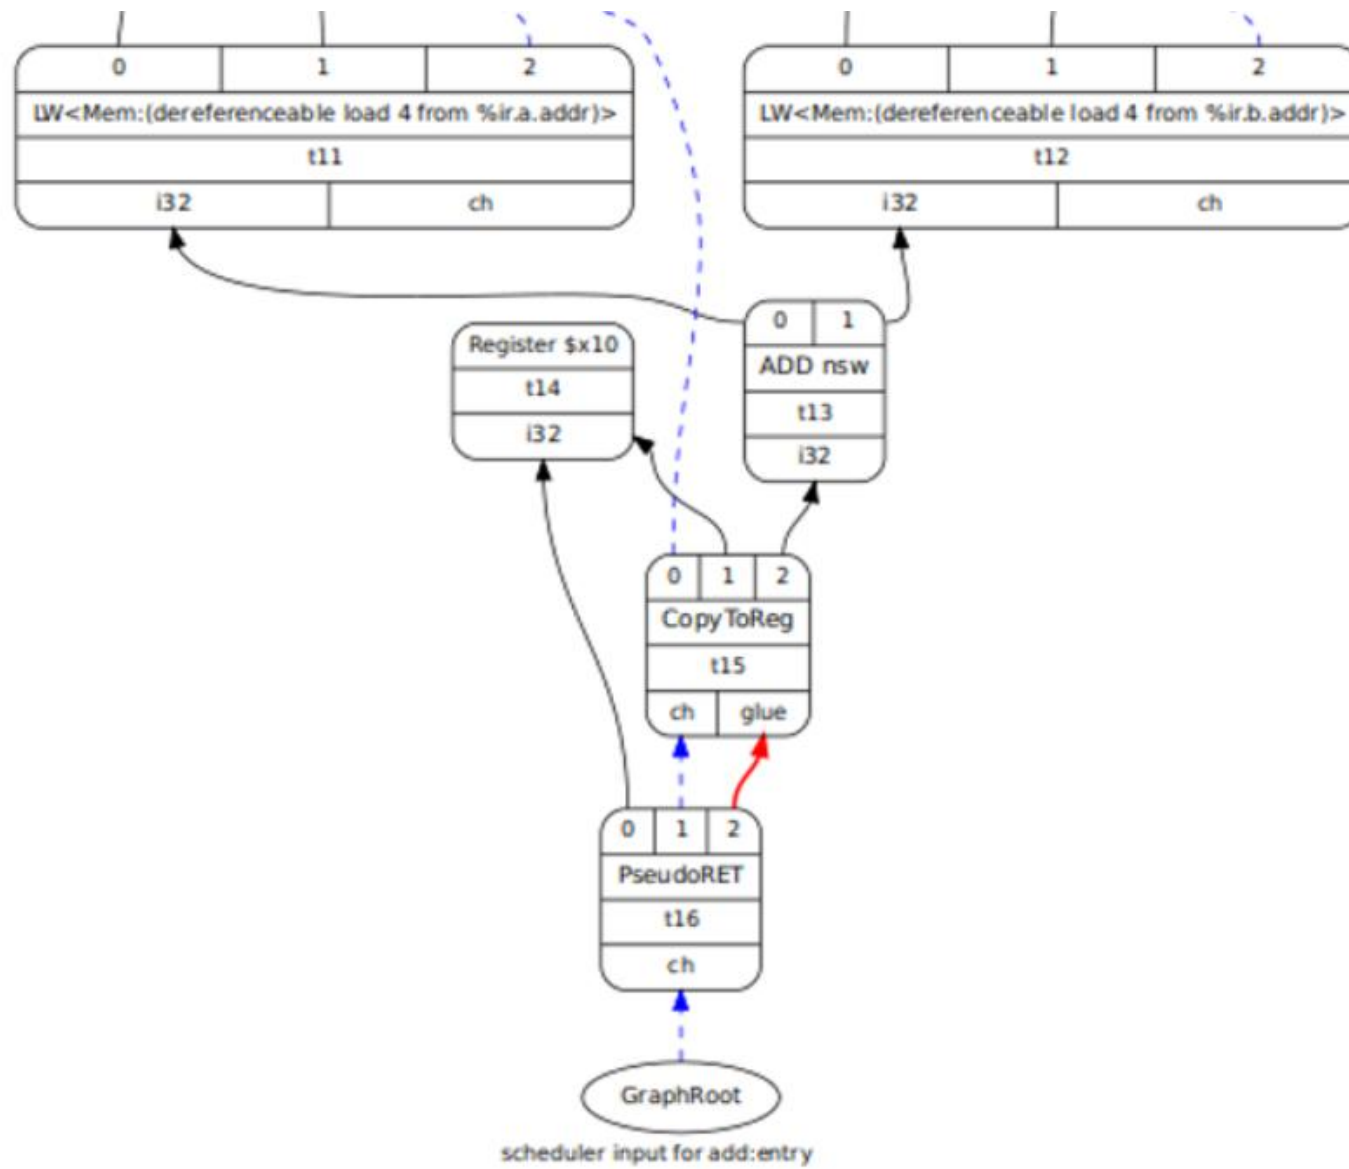 0 1 2
LW<Mem:(dereferenceable load 4 from %ir.a.addr)>
t11
i32 ch
0 1 2
LW<Mem:(dereferenceable load 4 from %ir.b.addr)>
t12
i32 ch
0 1
ADD nsw
t13
i32
Register $x10
t14
i32
0 1 2
CopyToReg
t15
ch glue
0 1 2
PseudoRET
t16
ch
GraphRoot
scheduler input for add:entry